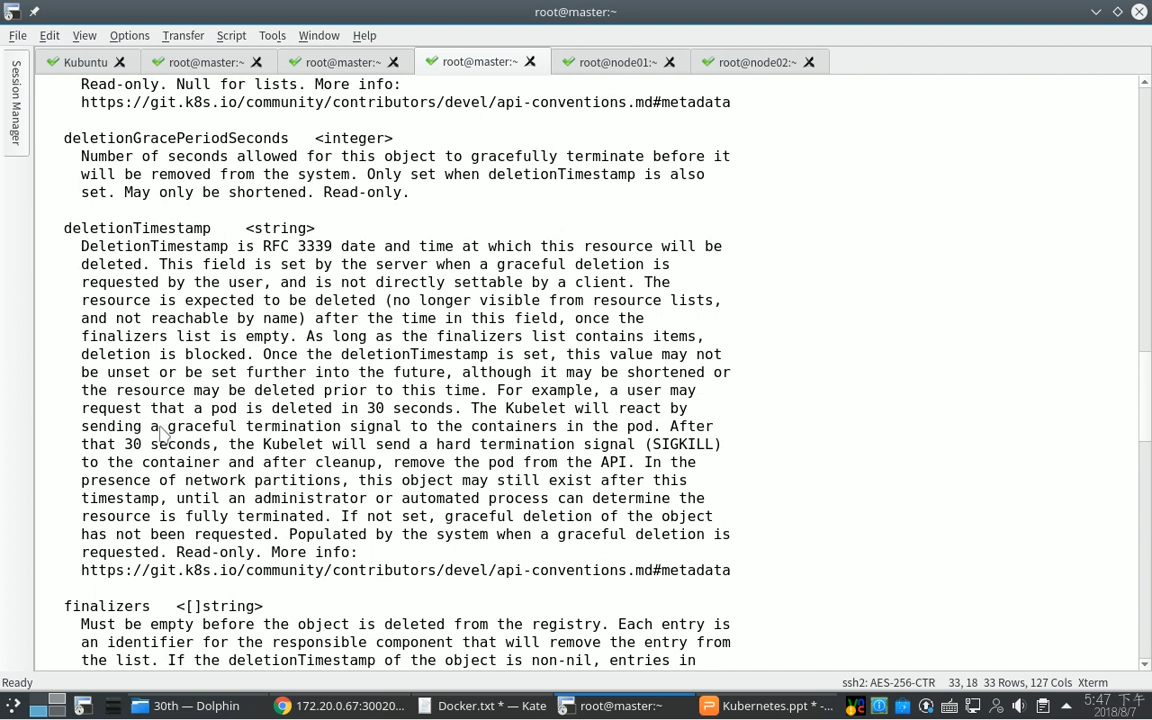 root@master:~
File Edit View Options Transfer Script Tools Window Help
Session Manager
Kubuntu root@master:~ root@master:~ root@master:~ root@node01:~ root@node02:~
Read-only. Null for lists. More info:
https://git.k8s.io/community/contributors/devel/api-conventions.md#metadata
deletionGracePeriodSeconds <integer>
Number of seconds allowed for this object to gracefully terminate before it
will be removed from the system. Only set when deletionTimestamp is also
set. May only be shortened. Read-only.
deletionTimestamp <string>
DeletionTimestamp is RFC 3339 date and time at which this resource will be
deleted. This field is set by the server when a graceful deletion is
requested by the user, and is not directly settable by a client. The
resource is expected to be deleted (no longer visible from resource lists,
and not reachable by name) after the time in this field, once the
finalizers list is empty. As long as the finalizers list contains items,
deletion is blocked. Once the deletionTimestamp is set, this value may not
be unset or be set further into the future, although it may be shortened or
the resource may be deleted prior to this time. For example, a user may
request that a pod is deleted in 30 seconds. The Kubelet will react by
sending a graceful termination signal to the containers in the pod. After
that 30 seconds, the Kubelet will send a hard termination signal (SIGKILL)
to the container and after cleanup, remove the pod from the API. In the
presence of network partitions, this object may still exist after this
timestamp, until an administrator or automated process can determine the
resource is fully terminated. If not set, graceful deletion of the object
has not been requested. Populated by the system when a graceful deletion is
requested. Read-only. More info:
https://git.k8s.io/community/contributors/devel/api-conventions.md#metadata
finalizers <[]string>
Must be empty before the object is deleted from the registry. Each entry is
an identifier for the responsible component that will remove the entry from
the list. If the deletionTimestamp of the object is non-nil, entries in
Ready ssh2: AES-256-CTR 33, 18 33 Rows, 127 Cols Xterm
30th — Dolphin 172.20.0.67:30020... Docker.txt * — Kate root@master:~ Kubernetes.ppt * -... 5:47 下午
2018/8/7